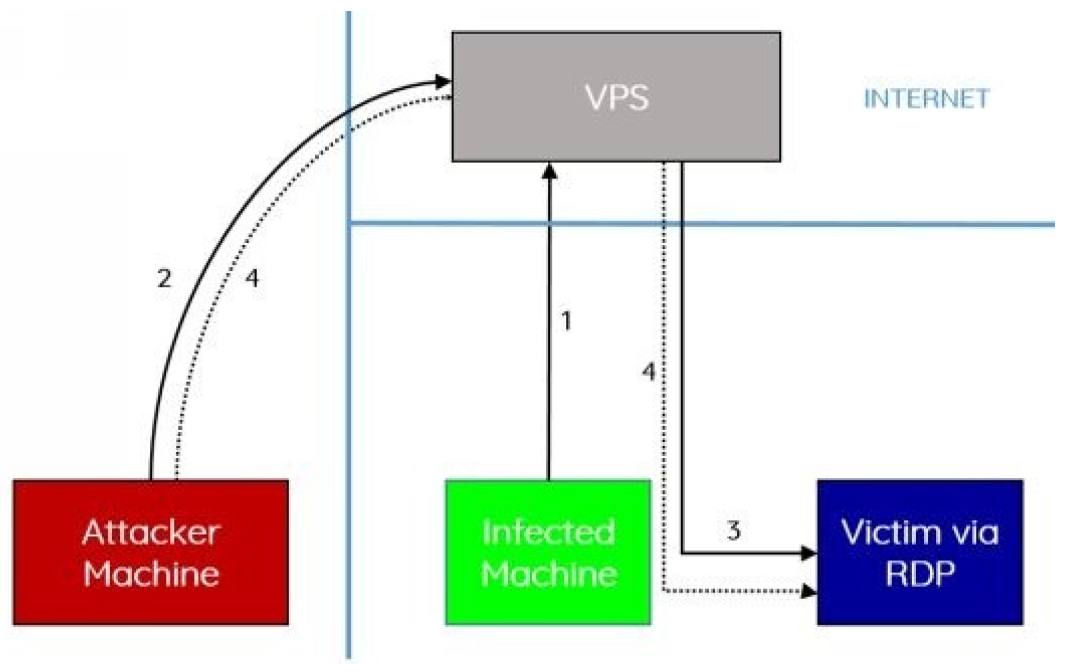 VPS
INTERNET
2
4
1
4
3
Attacker
Machine
Infected
Machine
Victim via
RDP